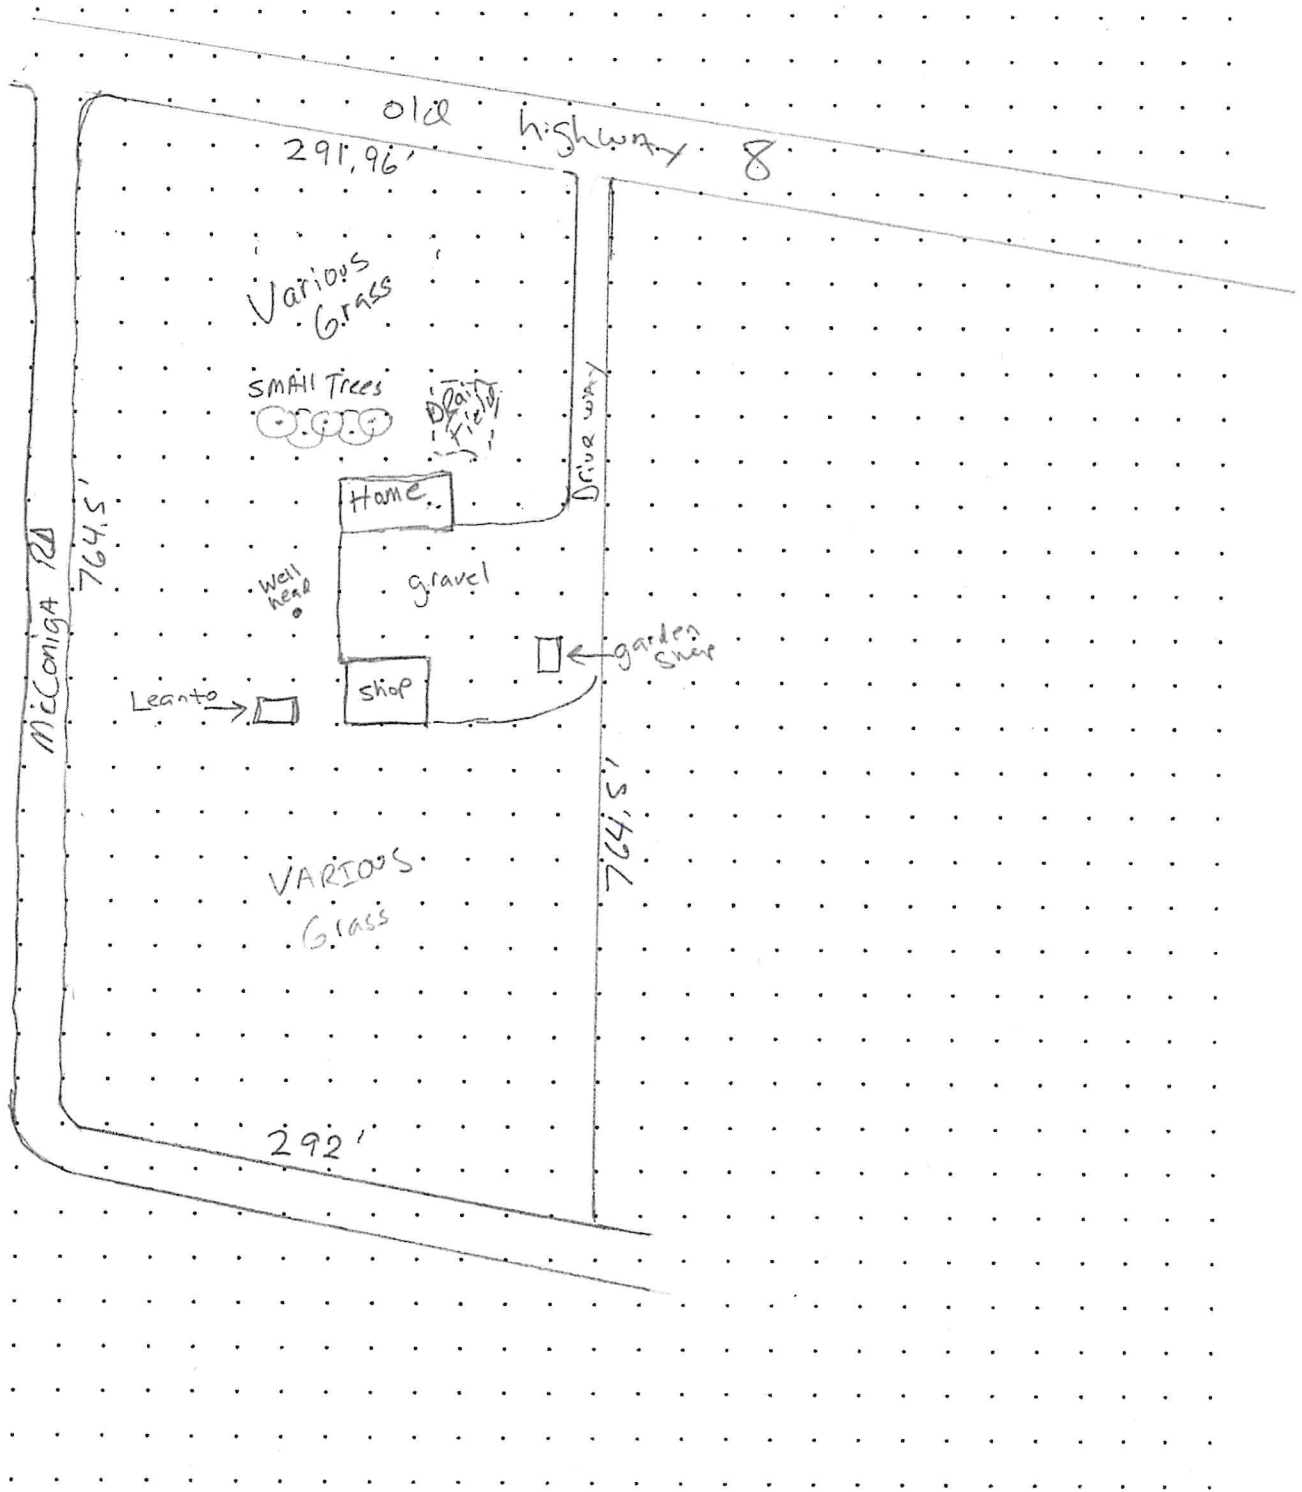 old highway 8
291.96'
Various
Grass
SMAll Trees
DRain
Field
Drive way
Home
764.5'
McConiga RD
well
head
gravel
garden
Leanto
Shop
764.5'
VARIOUS
Grass
292'